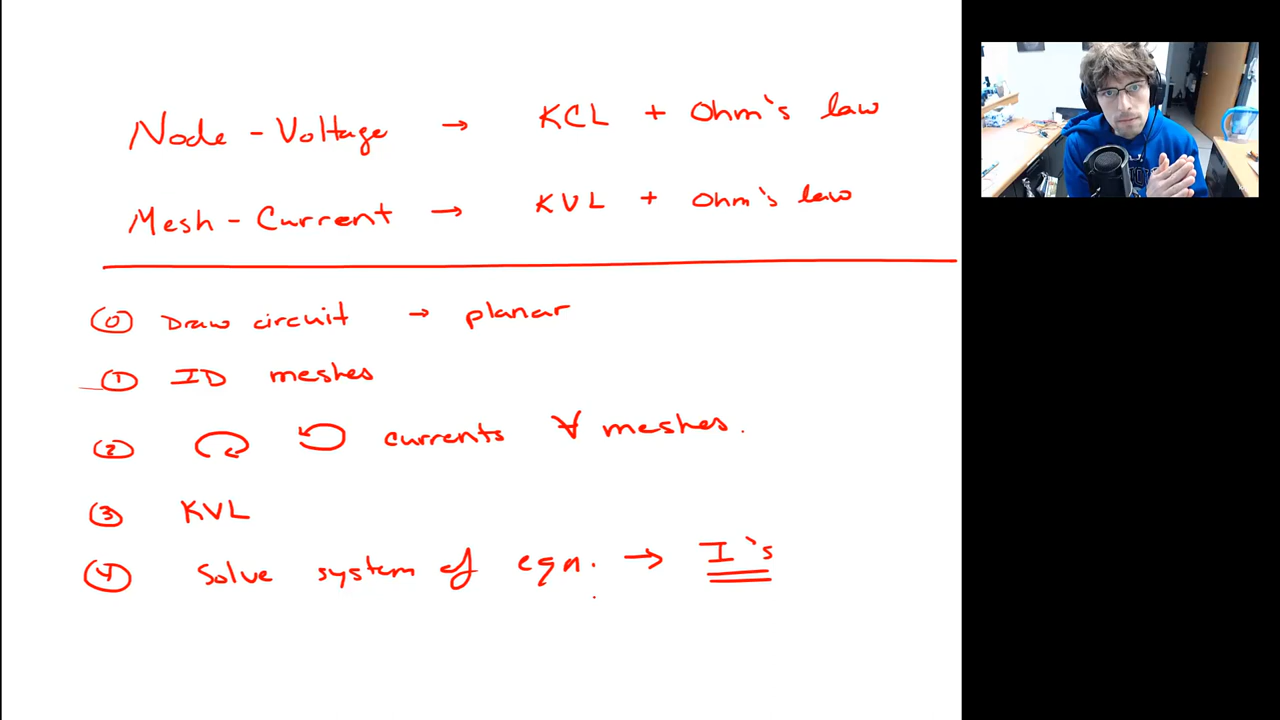 Node - Voltage → KCL + Ohm's law
Mesh - Current → KVL + Ohm's law
⓪ Draw circuit → planar
① ID meshes
② ↻ ↺ currents ∀ meshes.
③ KVL
④ Solve system of eqn. → I's